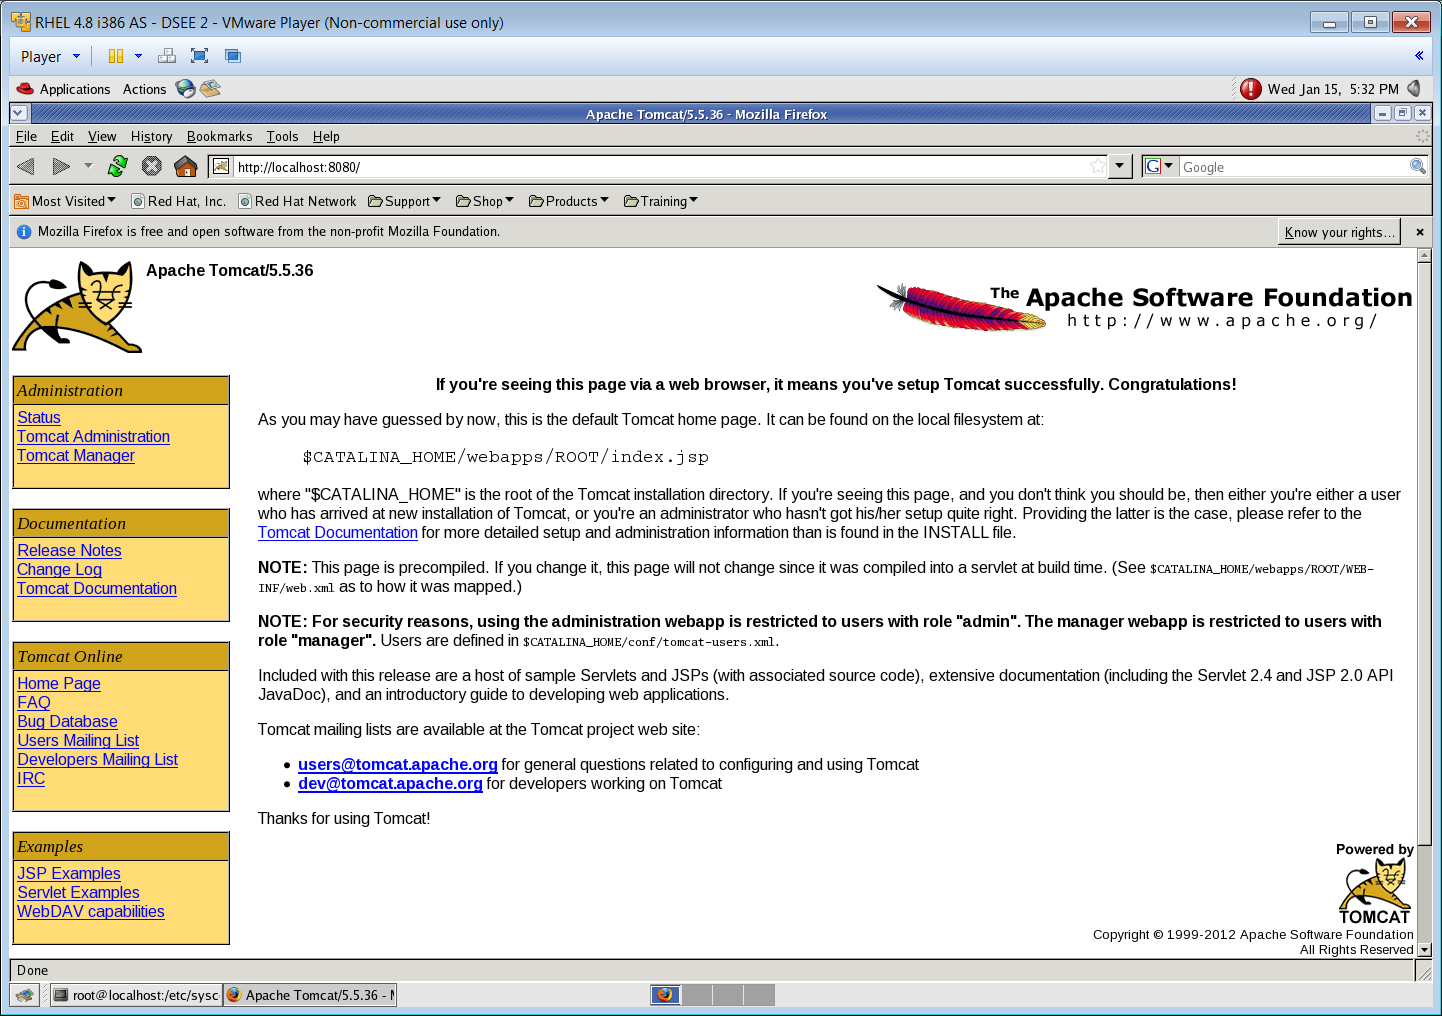 RHEL 4.8 i386 AS - DSEE 2 - VMware Player (Non-commercial use only)
Player
Applications Actions Wed Jan 15, 5:32 PM
Apache Tomcat/5.5.36 - Mozilla Firefox
File Edit View History Bookmarks Tools Help
http://localhost:8080/ G Google
Most Visited Red Hat, Inc. Red Hat Network Support Shop Products Training
Mozilla Firefox is free and open software from the non-profit Mozilla Foundation. Know your rights...
Apache Tomcat/5.5.36
The Apache Software Foundation
http://www.apache.org/
Administration
Status
Tomcat Administration
Tomcat Manager
Documentation
Release Notes
Change Log
Tomcat Documentation
Tomcat Online
Home Page
FAQ
Bug Database
Users Mailing List
Developers Mailing List
IRC
Examples
JSP Examples
Servlet Examples
WebDAV capabilities
If you're seeing this page via a web browser, it means you've setup Tomcat successfully. Congratulations!
As you may have guessed by now, this is the default Tomcat home page. It can be found on the local filesystem at:
$CATALINA_HOME/webapps/ROOT/index.jsp
where "$CATALINA_HOME" is the root of the Tomcat installation directory. If you're seeing this page, and you don't think you should be, then either you're either a user
who has arrived at new installation of Tomcat, or you're an administrator who hasn't got his/her setup quite right. Providing the latter is the case, please refer to the
Tomcat Documentation for more detailed setup and administration information than is found in the INSTALL file.
NOTE: This page is precompiled. If you change it, this page will not change since it was compiled into a servlet at build time. (See $CATALINA_HOME/webapps/ROOT/WEB-
INF/web.xml as to how it was mapped.)
NOTE: For security reasons, using the administration webapp is restricted to users with role "admin". The manager webapp is restricted to users with
role "manager". Users are defined in $CATALINA_HOME/conf/tomcat-users.xml.
Included with this release are a host of sample Servlets and JSPs (with associated source code), extensive documentation (including the Servlet 2.4 and JSP 2.0 API
JavaDoc), and an introductory guide to developing web applications.
Tomcat mailing lists are available at the Tomcat project web site:
• users@tomcat.apache.org for general questions related to configuring and using Tomcat
• dev@tomcat.apache.org for developers working on Tomcat
Thanks for using Tomcat!
Powered by
TOMCAT
Copyright © 1999-2012 Apache Software Foundation
All Rights Reserved
Done
root@localhost:/etc/sysc Apache Tomcat/5.5.36 - M